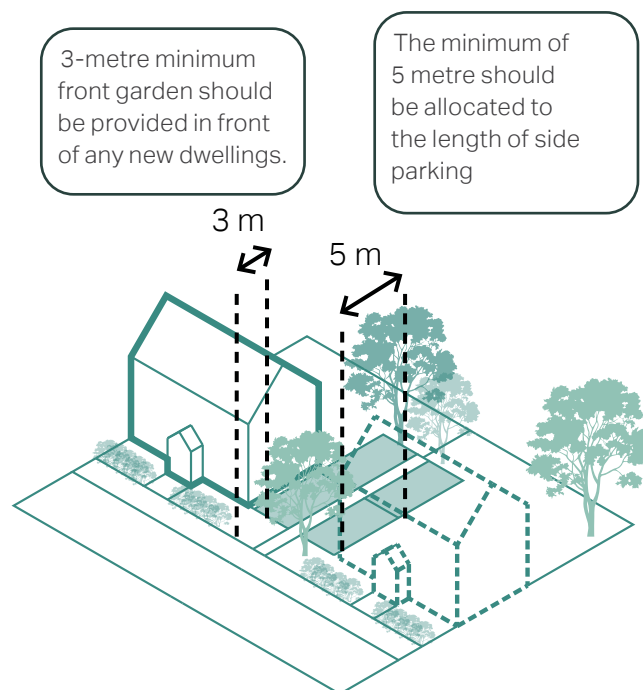 3-metre minimum
front garden should
be provided in front
of any new dwellings.
The minimum of
5 metre should
be allocated to
the length of side
parking
3 m
5 m